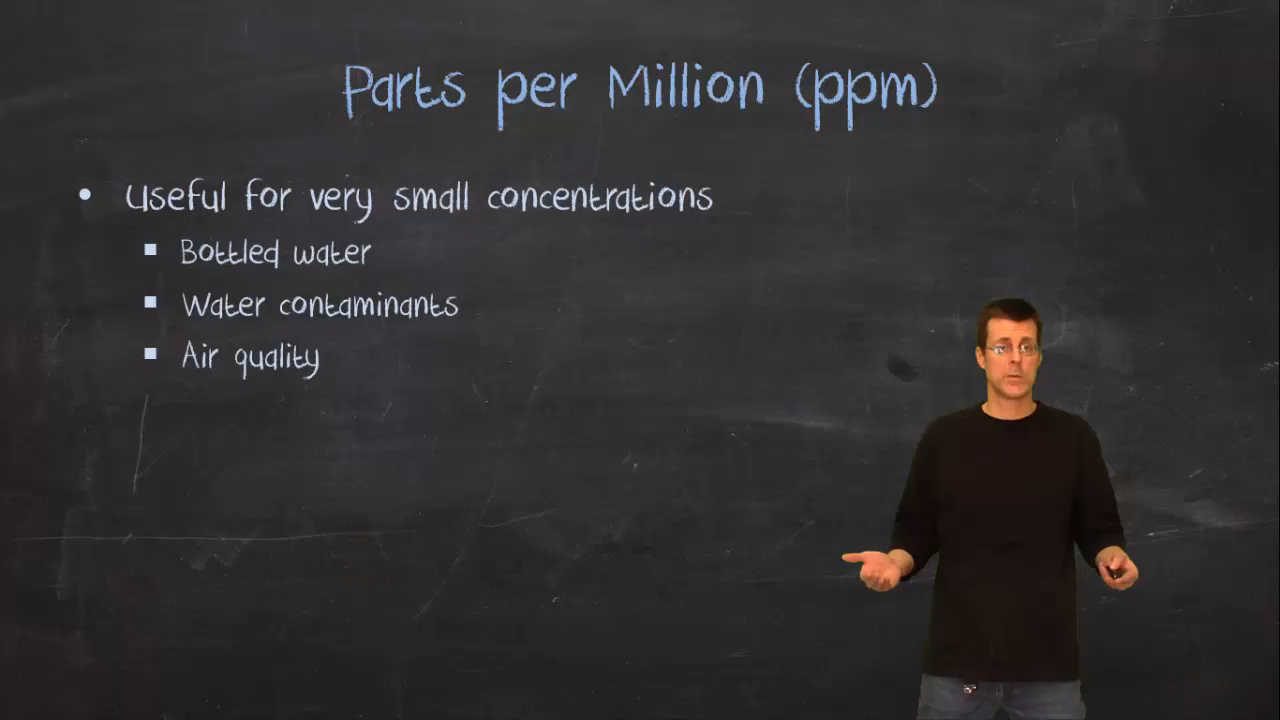 Parts per Million (ppm)
• Useful for very small concentrations
▪ Bottled water
▪ Water contaminants
▪ Air quality